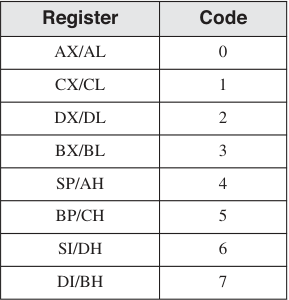 Register Code
AX/AL 0
CX/CL 1
DX/DL 2
BX/BL 3
SP/AH 4
BP/CH 5
SI/DH 6
DI/BH 7